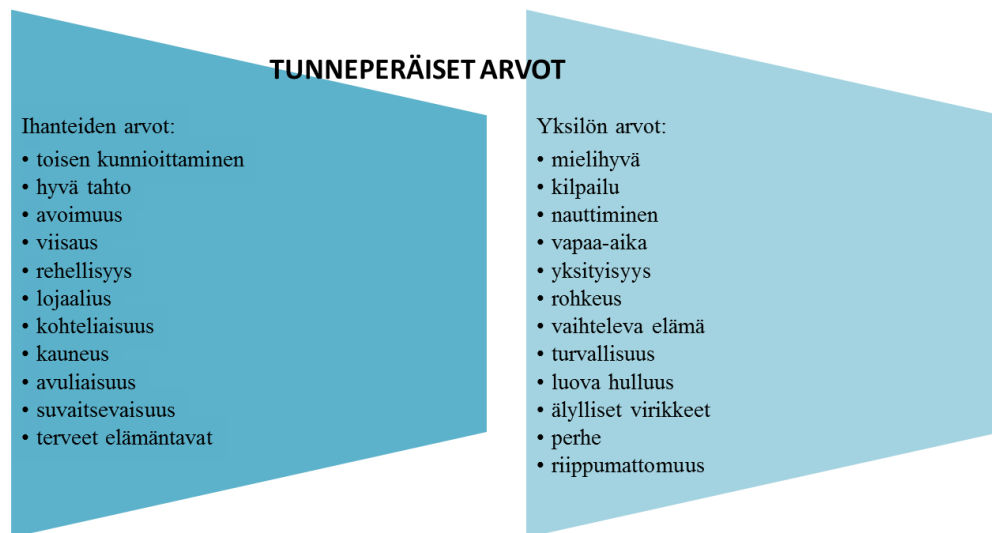 TUNNEPERÄISET ARVOT
Ihanteiden arvot:
• toisen kunnioittaminen
• hyvä tahto
• avoimuus
• viisaus
• rehellisyys
• lojaalius
• kohteliaisuus
• kauneus
• avuliaisuus
• suvaitsevaisuus
• terveet elämäntavat
Yksilön arvot:
• mielihyvä
• kilpailu
• nauttiminen
• vapaa-aika
• yksityisyys
• rohkeus
• vaihteleva elämä
• turvallisuus
• luova hulluus
• älylliset virikkeet
• perhe
• riippumattomuus